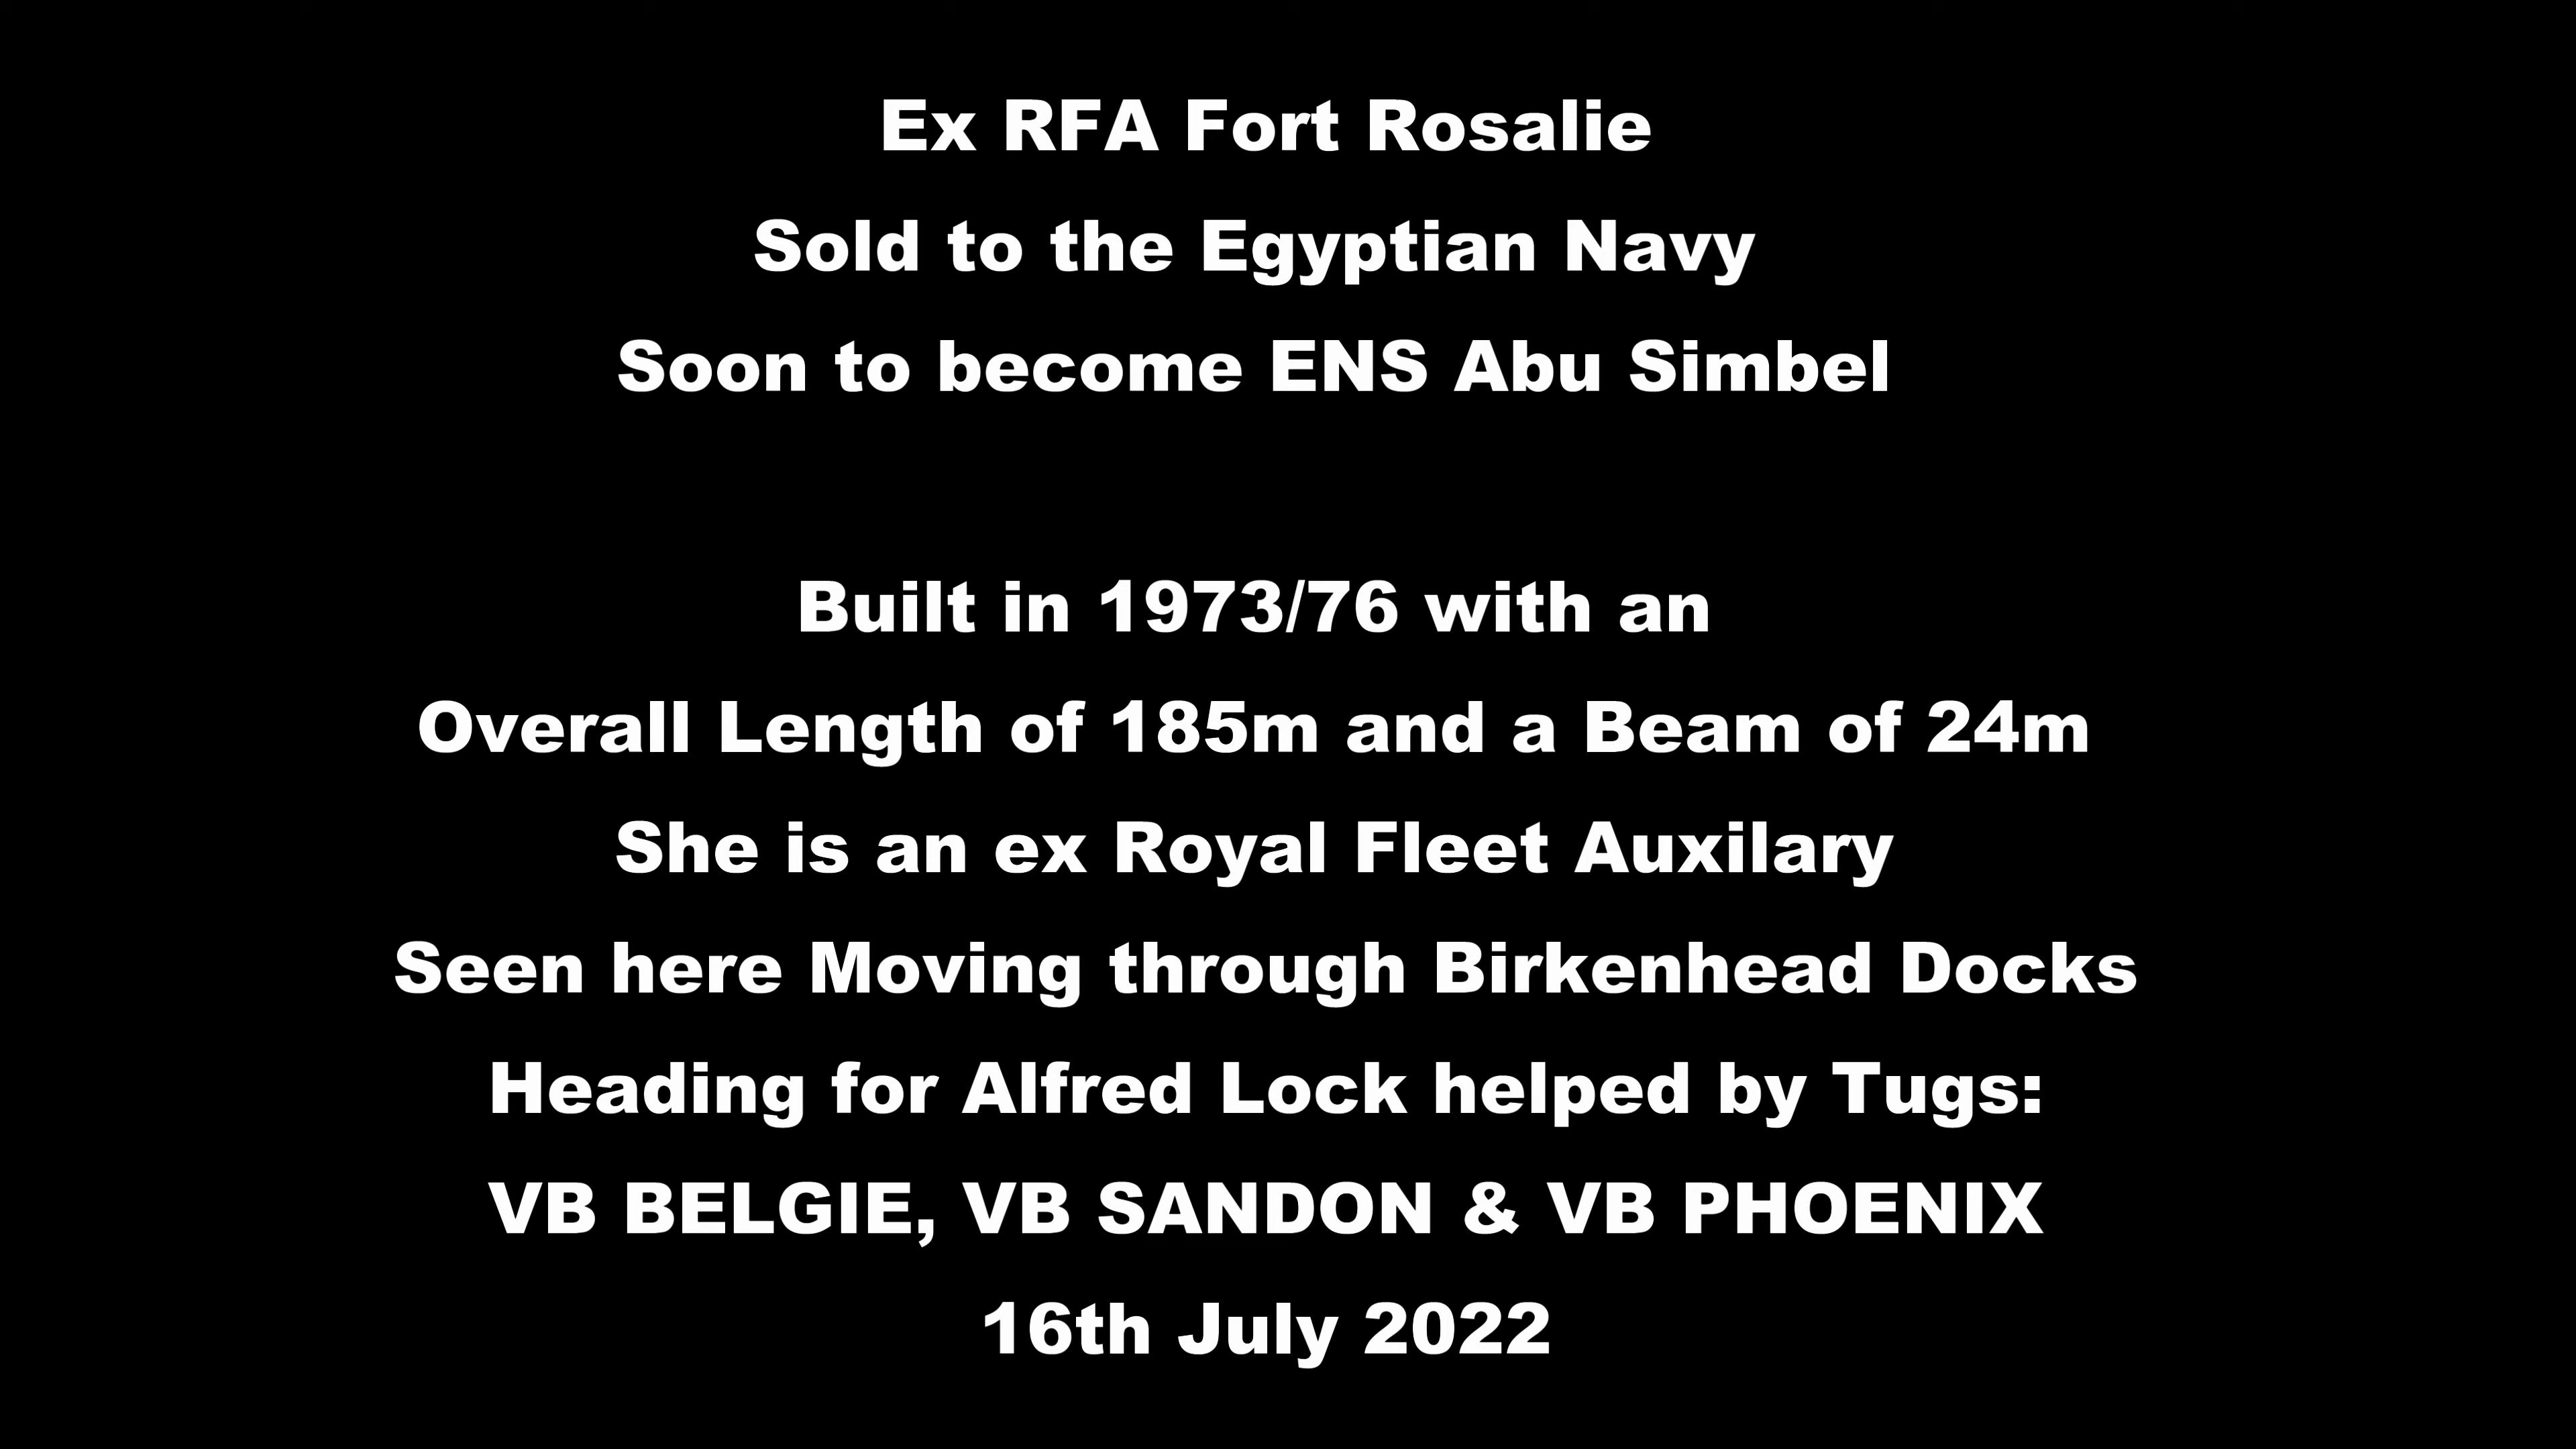 Ex RFA Fort Rosalie
Sold to the Egyptian Navy
Soon to become ENS Abu Simbel
Built in 1973/76 with an
Overall Length of 185m and a Beam of 24m
She is an ex Royal Fleet Auxilary
Seen here Moving through Birkenhead Docks
Heading for Alfred Lock helped by Tugs:
VB BELGIE, VB SANDON & VB PHOENIX
16th July 2022